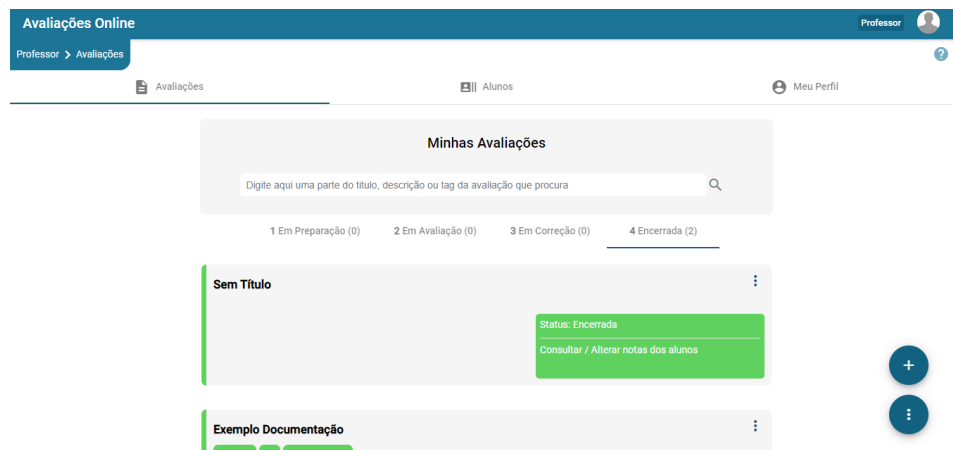 Avaliações Online
Professor
Professor > Avaliações
Avaliações
Alunos
Meu Perfil
Minhas Avaliações
Digite aqui uma parte do título, descrição ou tag da avaliação que procura
1 Em Preparação (0)
2 Em Avaliação (0)
3 Em Correção (0)
4 Encerrada (2)
Sem Título
Status: Encerrada
Consultar / Alterar notas dos alunos
Exemplo Documentação